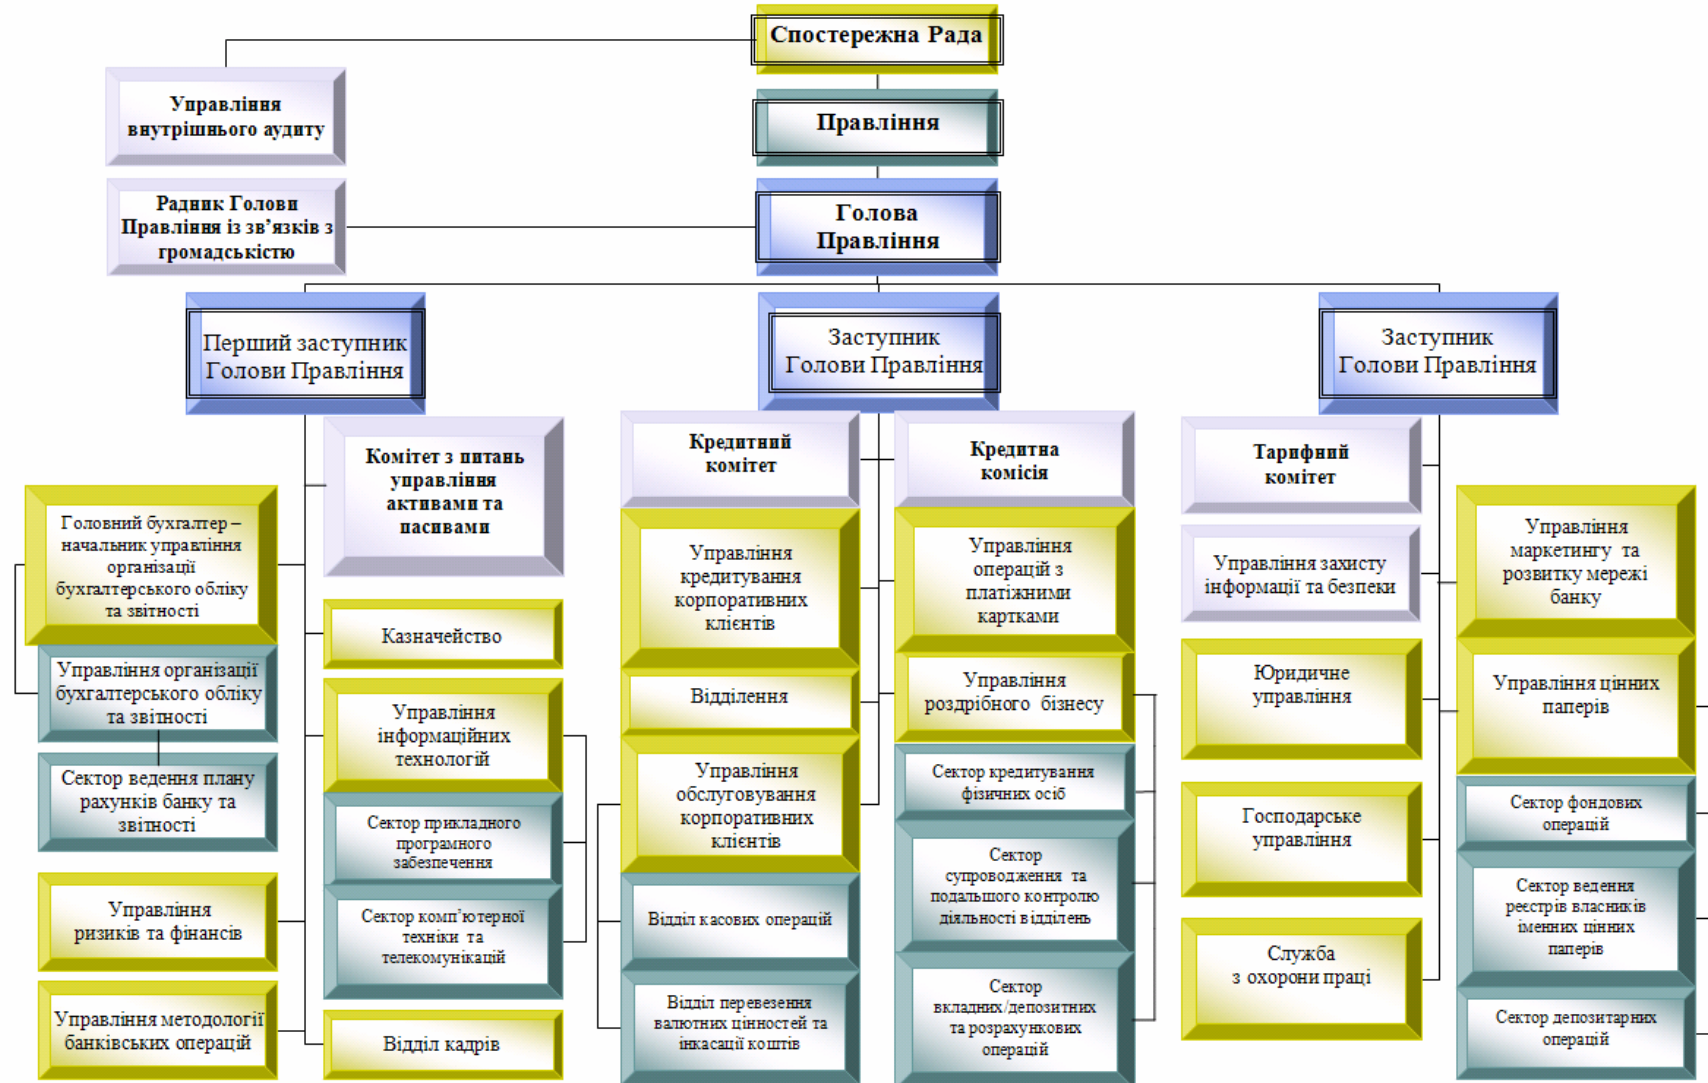 Спостережна Рада
Управління
внутрішнього аудиту
Правління
Радник Голови
Правління із зв’язків з
громадськістю
Голова
Правління
Перший заступник
Голови Правління
Заступник
Голови Правління
Заступник
Голови Правління
Комітет з питань
управління
активами та
пасивами
Головний бухгалтер –
начальник управління
організації
бухгалтерського обліку
та звітності
Казначейство
Управління організації
бухгалтерського обліку
та звітності
Управління
інформаційних
технологій
Сектор ведення плану
рахунків банку та
звітності
Сектор прикладного
програмного
забезпечення
Управління
ризиків та фінансів
Сектор комп’ютерної
техніки та
телекомунікацій
Управління методології
банківських операцій
Відділ кадрів
Кредитний
комітет
Кредитна
комісія
Управління
кредитування
корпоративних
клієнтів
Управління
операцій з
платіжними
картками
Відділення
Управління
роздрібного бізнесу
Управління
обслуговування
корпоративних
клієнтів
Сектор кредитування
фізичних осіб
Відділ касових операцій
Сектор
супроводження та
подальшого контролю
діяльності відділень
Відділ перевезення
валютних цінностей та
інкасації коштів
Сектор
вкладних/депозитних
та розрахункових
операцій
Тарифний
комітет
Управління захисту
інформації та безпеки
Управління
маркетингу та
розвитку мережі
банку
Юридичне
управління
Управління цінних
паперів
Господарське
управління
Сектор фондових
операцій
Служба
з охорони праці
Сектор ведення
реєстрів власників
іменних цінних
паперів
Сектор депозитарних
операцій